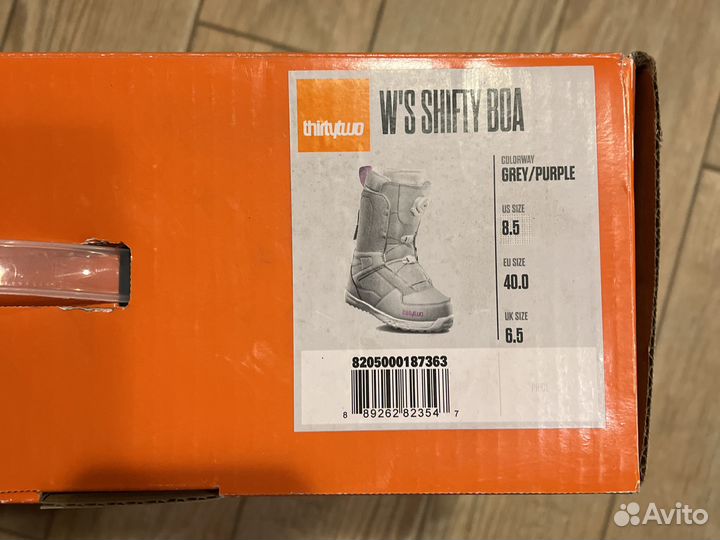 thirtytwo
W'S SHIFTY BOA
COLORWAY
GREY/PURPLE
US SIZE
8.5
EU SIZE
40.0
UK SIZE
6.5
thirtytwo
8205000187363
8 89262 82354 7
Avito